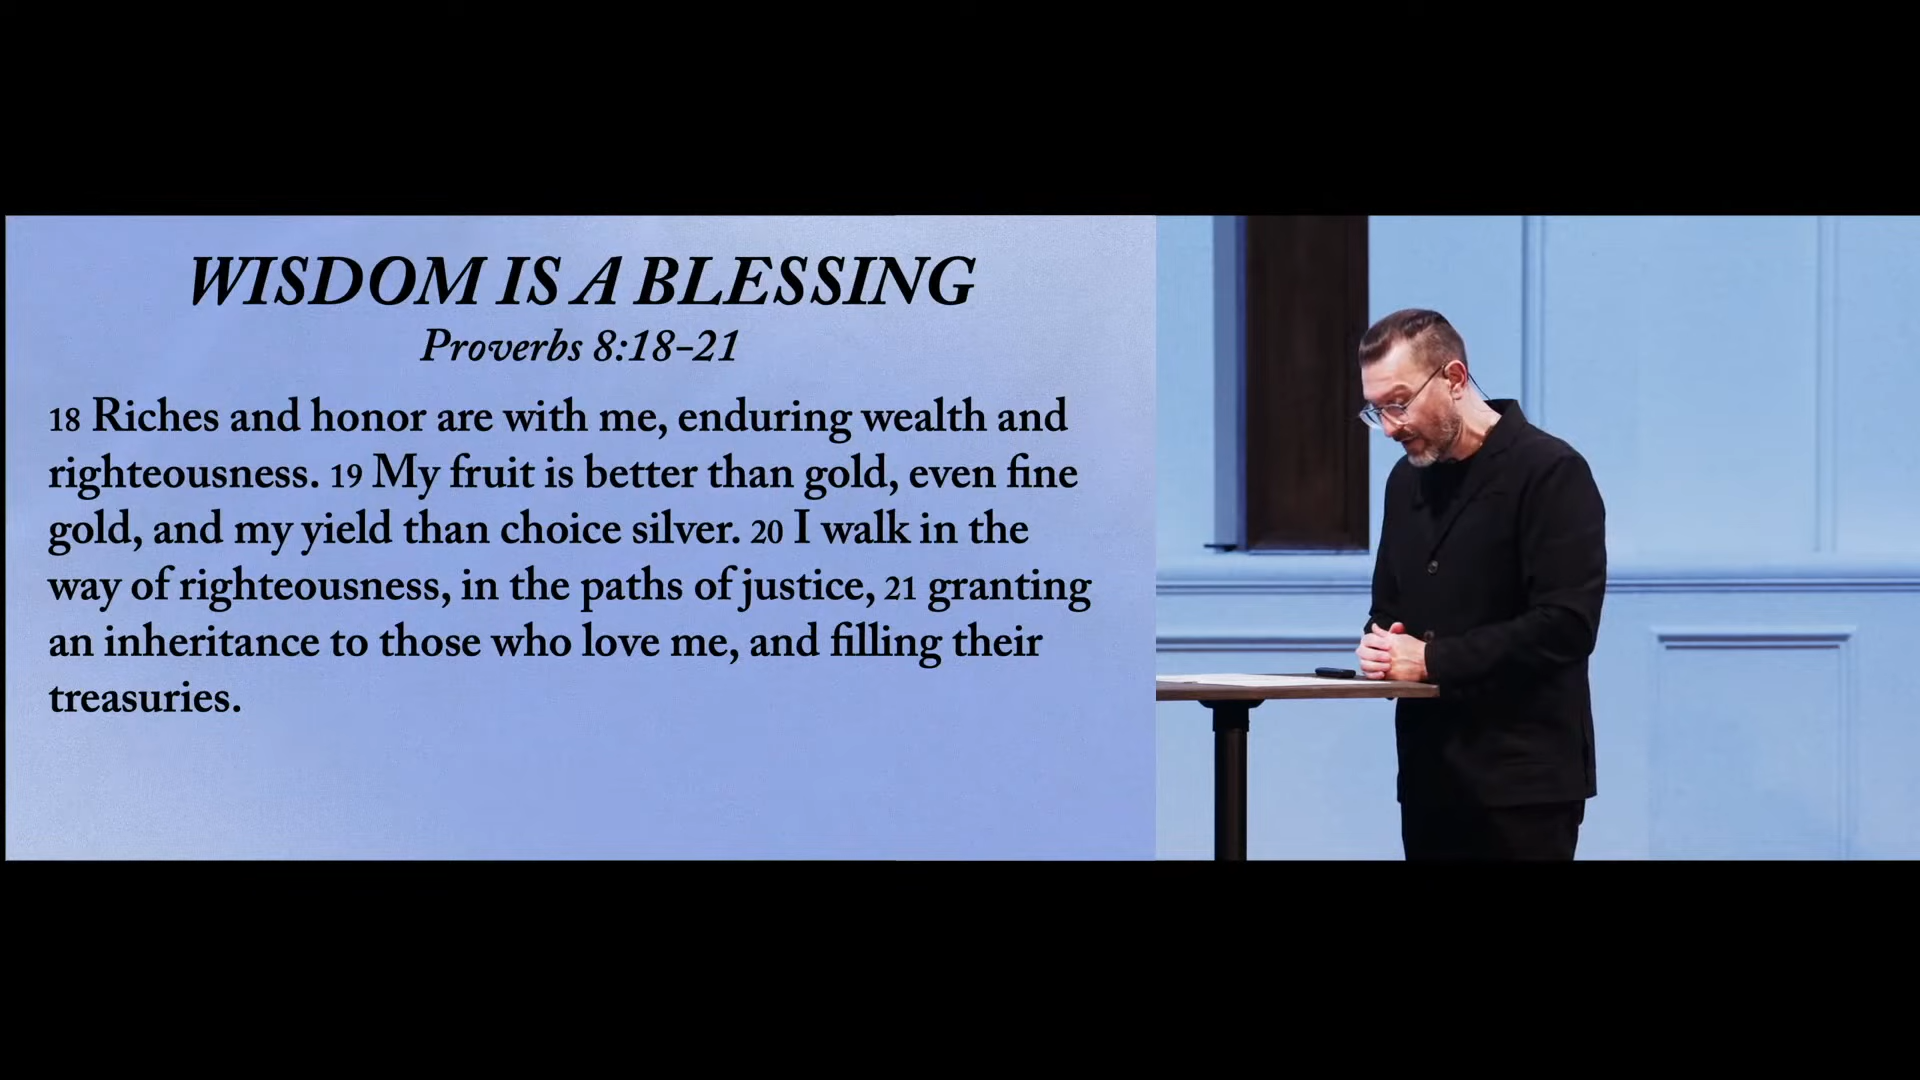 WISDOM IS A BLESSING
Proverbs 8:18-21
18 Riches and honor are with me, enduring wealth and
righteousness. 19 My fruit is better than gold, even fine
gold, and my yield than choice silver. 20 I walk in the
way of righteousness, in the paths of justice, 21 granting
an inheritance to those who love me, and filling their
treasuries.